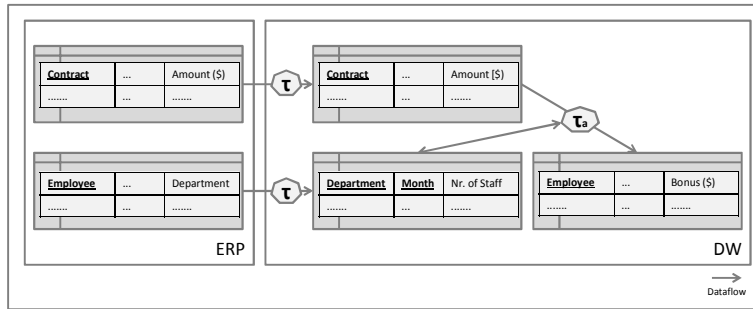 Contract ... Amount ($)
....... ... .......
τ
Contract ... Amount [$)
....... ... .......
τa
Employee ... Department
....... ... .......
τ
Department Month Nr. of Staff
....... ... .......
Employee ... Bonus ($)
....... ... .......
ERP
DW
Dataflow